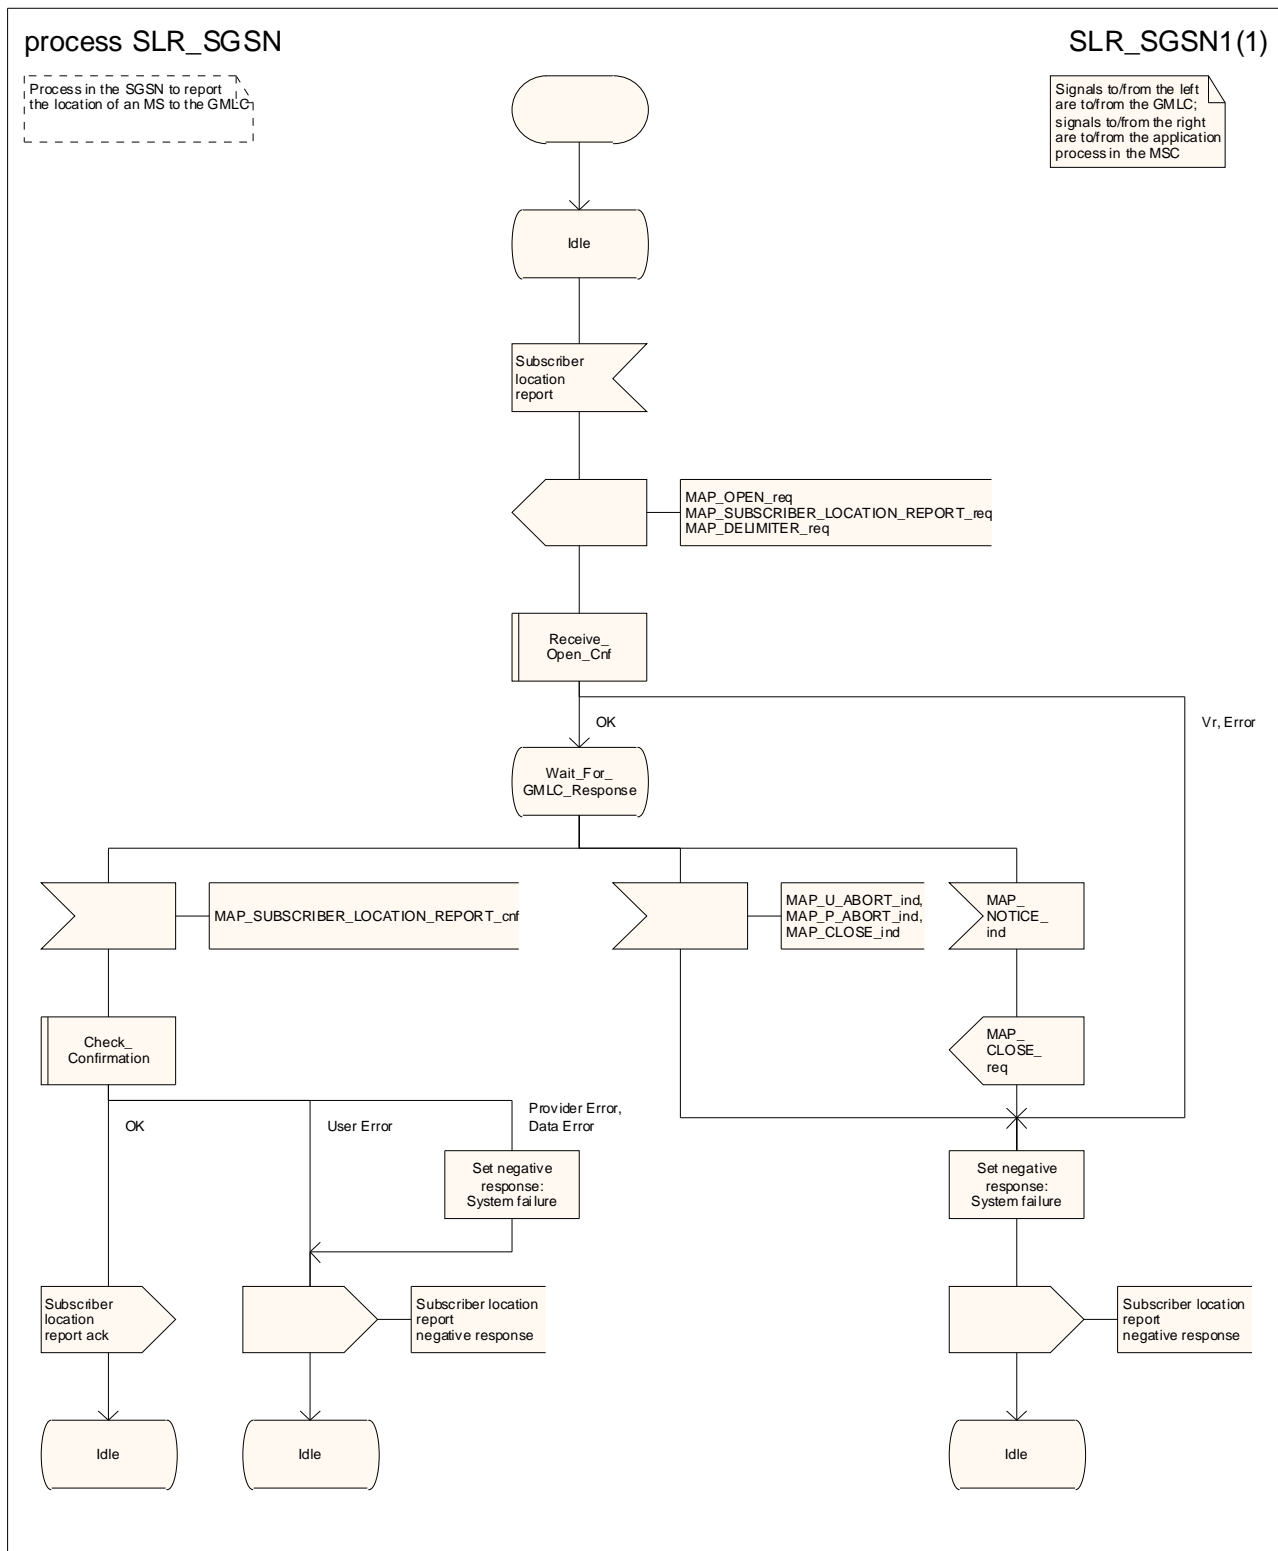 process SLR_SGSN
SLR_SGSN1(1)
Process in the SGSN to report
the location of an MS to the GMLC
Signals to/from the left
are to/from the GMLC;
signals to/from the right
are to/from the application
process in the MSC
Idle
Subscriber
location
report
MAP_OPEN_req
MAP_SUBSCRIBER_LOCATION_REPORT_req
MAP_DELIMITER_req
Receive_
Open_Cnf
OK
Vr, Error
Wait_For_
GMLC_Response
MAP_SUBSCRIBER_LOCATION_REPORT_cnf
MAP_U_ABORT_ind,
MAP_P_ABORT_ind,
MAP_CLOSE_ind
MAP_
NOTICE_
ind
Check_
Confirmation
MAP_
CLOSE_
req
OK
User Error
Provider Error,
Data Error
Set negative
response:
System failure
Set negative
response:
System failure
Subscriber
location
report ack
Subscriber location
report
negative response
Subscriber location
report
negative response
Idle
Idle
Idle